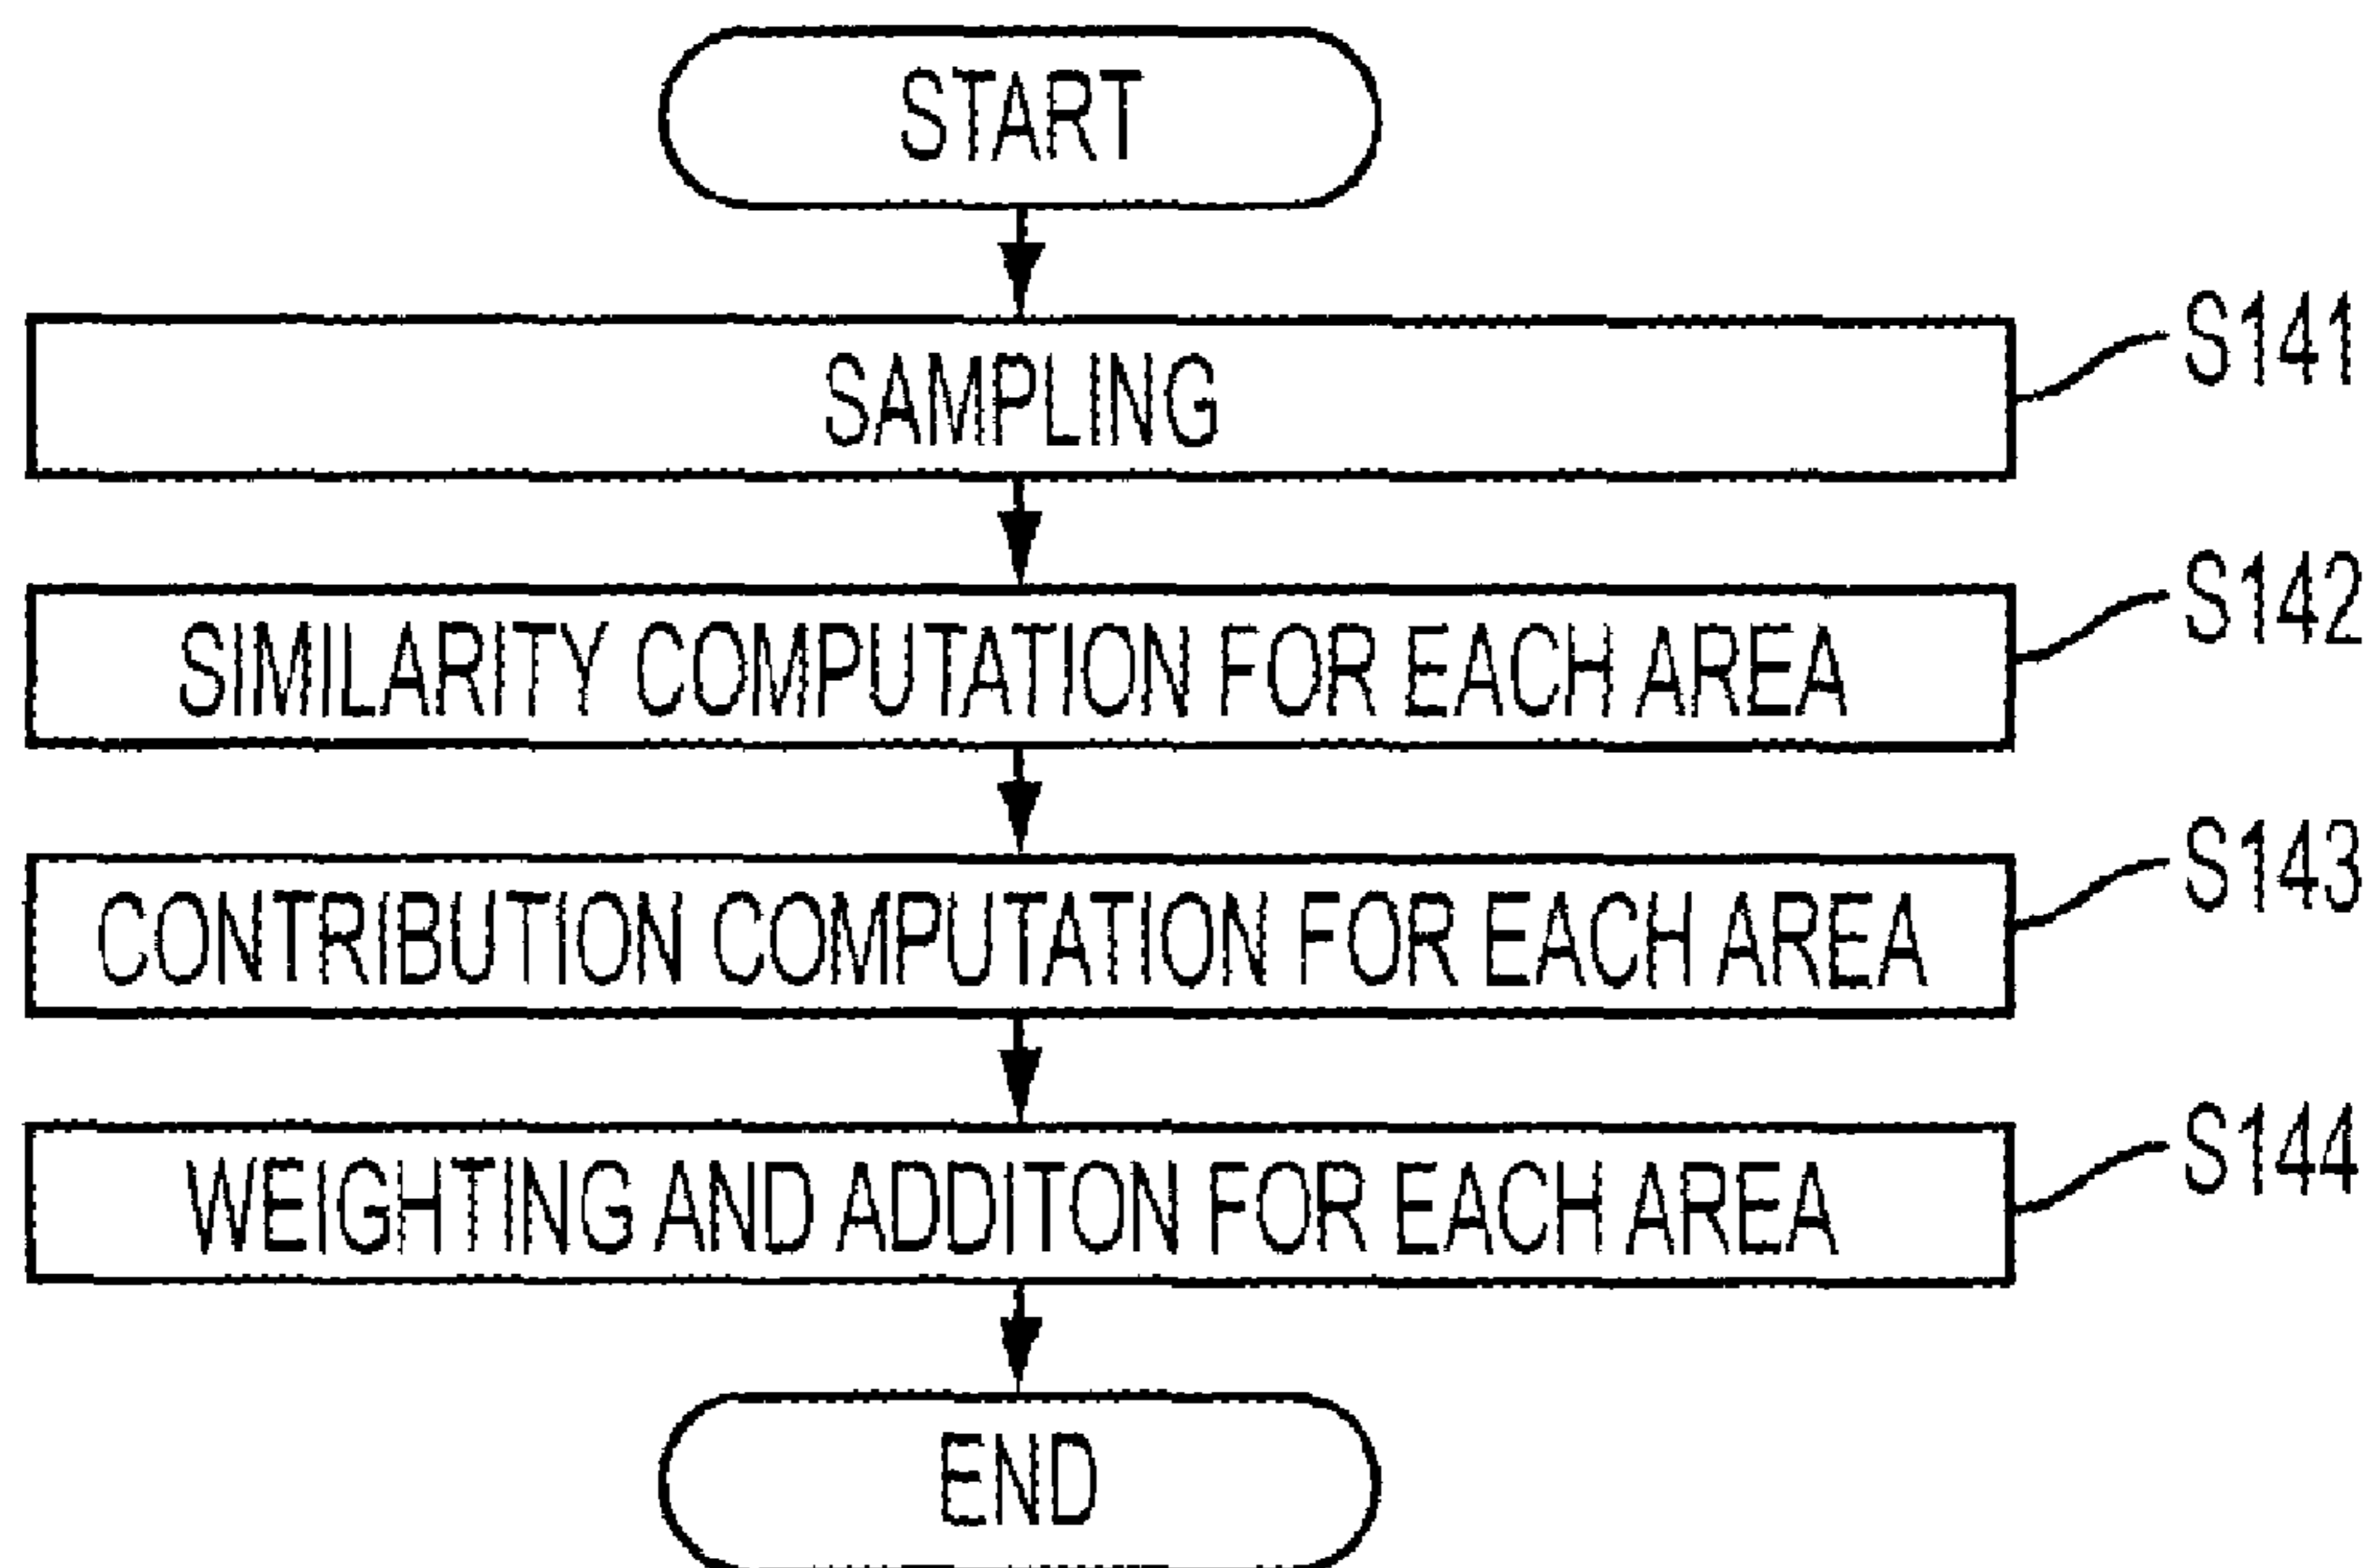 START
SAMPLING
S141
SIMILARITY COMPUTATION FOR EACH AREA
S142
CONTRIBUTION COMPUTATION FOR EACH AREA
S143
WEIGHTING AND ADDITON FOR EACH AREA
S144
END